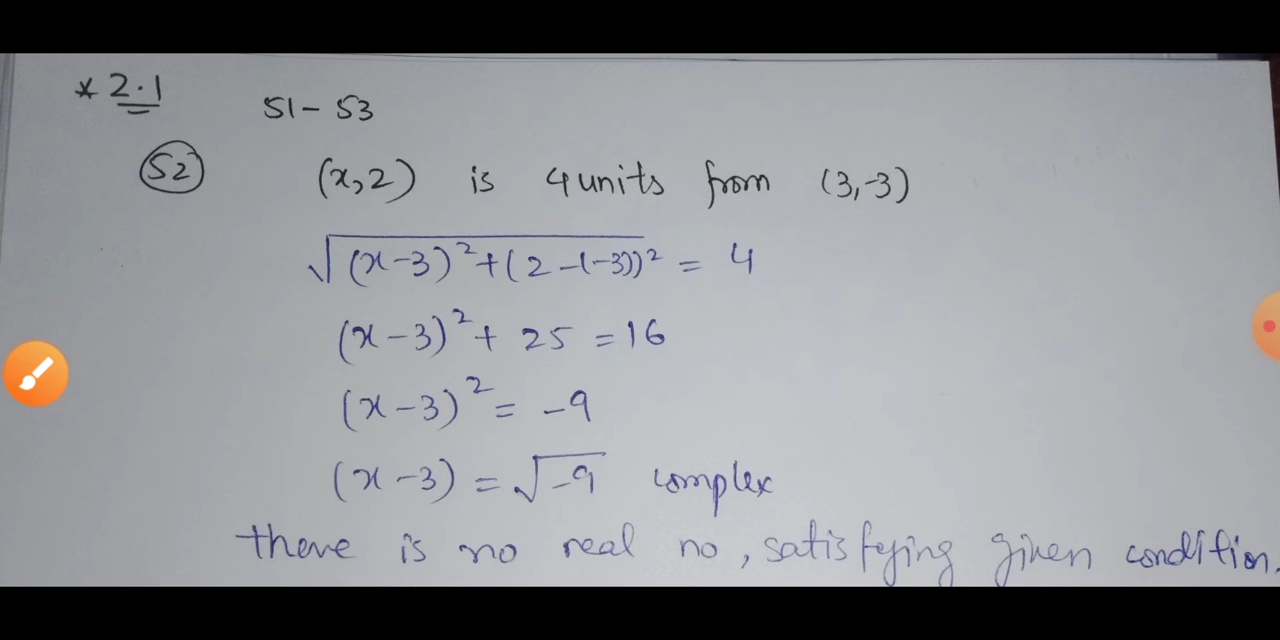 * 2.1
51 - 53
52 (x,2) is 4 units from (3,-3)
√(x-3)²+(2-(-3))² = 4
(x-3)² + 25 = 16
(x-3)² = -9
(x-3) = √-9 complex
there is no real no, satisfying given condition.